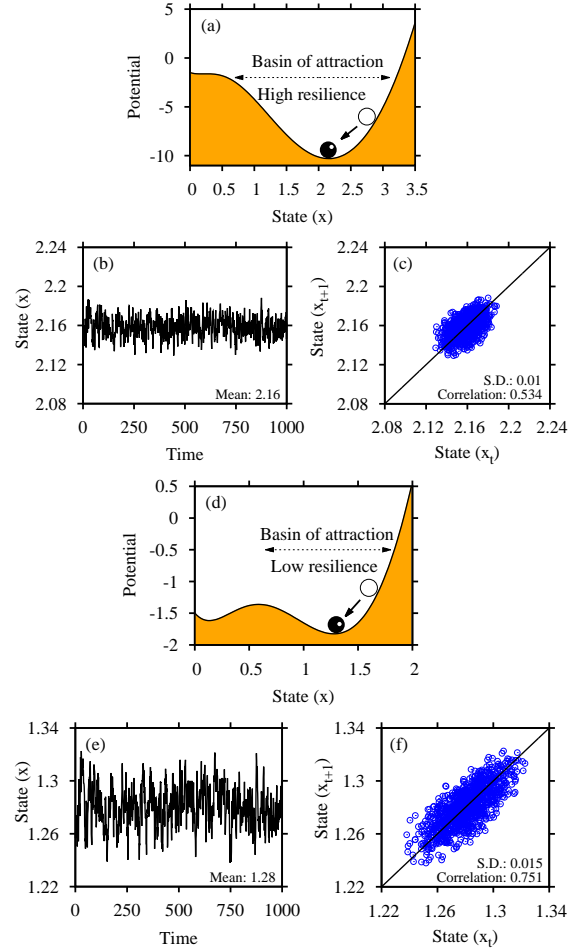 (a)
5
0
-5
-10
Potential
Basin of attraction
High resilience
0 0.5 1 1.5 2 2.5 3 3.5
State (x)
(b)
2.24
2.2
2.16
2.12
2.08
State (x)
Mean: 2.16
0 250 500 750 1000
Time
(c)
2.24
2.2
2.16
2.12
2.08
State (xt+1)
S.D.: 0.01
Correlation: 0.534
2.08 2.12 2.16 2.2 2.24
State (xt)
(d)
0.5
0
-0.5
-1
-1.5
-2
Potential
Basin of attraction
Low resilience
0 0.5 1 1.5 2
State (x)
(e)
1.34
1.3
1.26
1.22
State (x)
Mean: 1.28
0 250 500 750 1000
Time
(f)
1.34
1.3
1.26
1.22
State (xt+1)
S.D.: 0.015
Correlation: 0.751
1.22 1.26 1.3 1.34
State (xt)